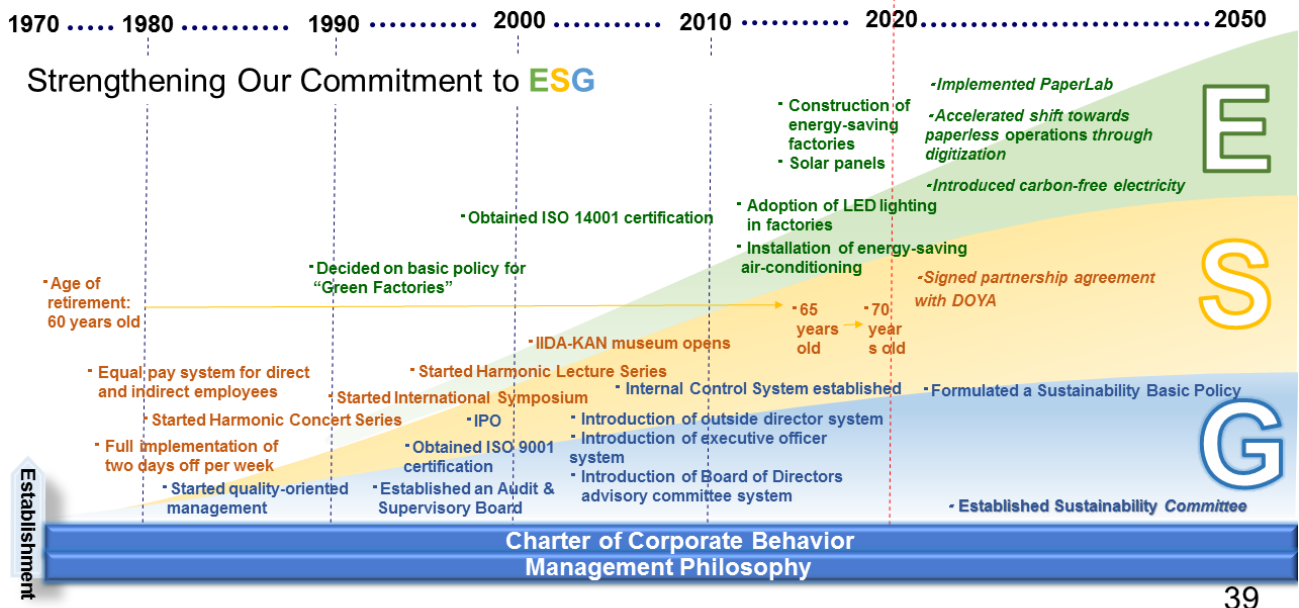 1970 1980 1990 2000 2010 2020 2050
Strengthening Our Commitment to ESG
- Implemented PaperLab
- Accelerated shift towards
paperless operations through
digitization
- Introduced carbon-free electricity
E
- Construction of
energy-saving
factories
- Solar panels
- Obtained ISO 14001 certification
- Adoption of LED lighting
in factories
- Installation of energy-saving
air-conditioning
- Decided on basic policy for
“Green Factories”
- Age of
retirement:
60 years old
- 65
years
old
- 70
year
s old
- Signed partnership agreement
with DOYA
S
- IIDA-KAN museum opens
- Equal pay system for direct
and indirect employees
- Started Harmonic Lecture Series
- Started International Symposium
- Started Harmonic Concert Series
- Full implementation of
two days off per week
- Internal Control System established
- Formulated a Sustainability Basic Policy
- IPO
- Introduction of outside director system
- Introduction of executive officer
system
- Introduction of Board of Directors
advisory committee system
- Obtained ISO 9001
certification
- Started quality-oriented
management
- Established an Audit &
Supervisory Board
- Established Sustainability Committee
G
Establishment
Charter of Corporate Behavior
Management Philosophy
39